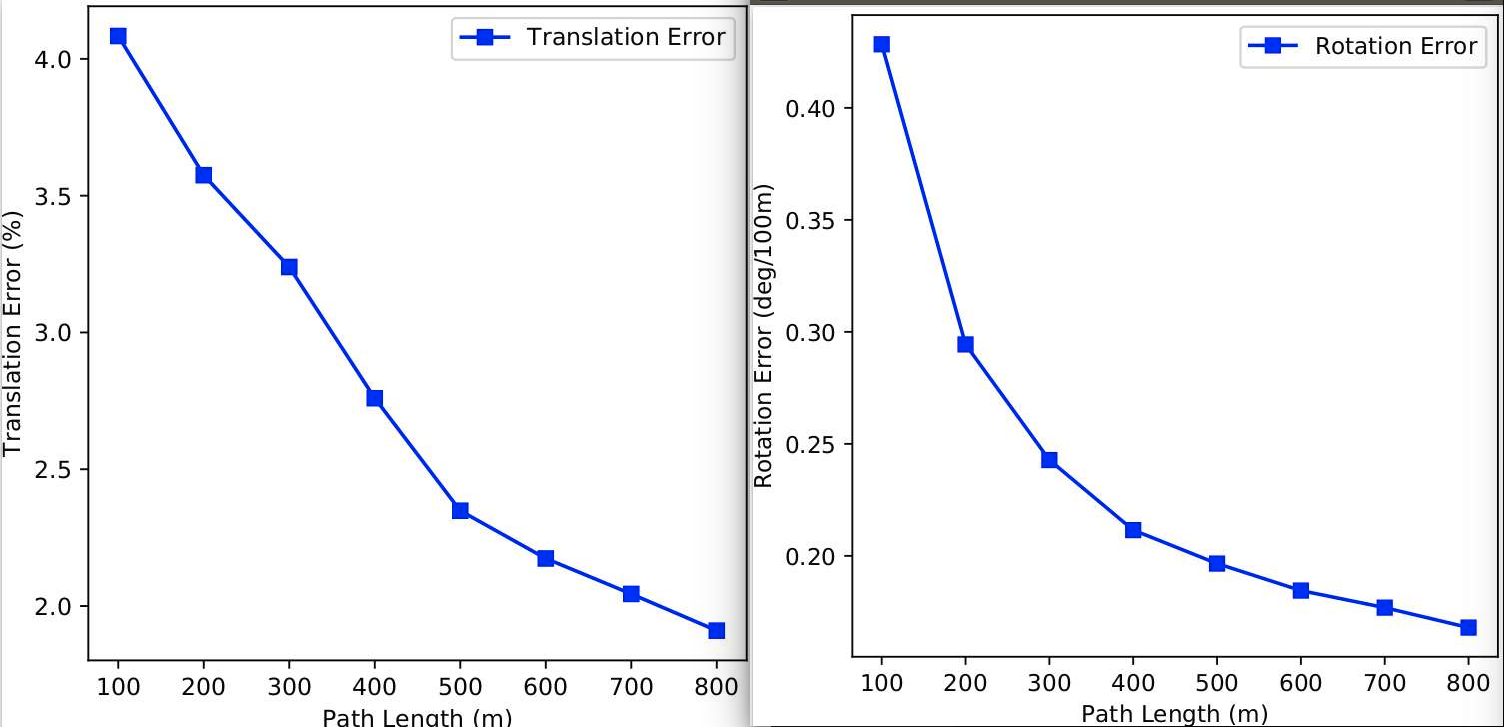 Translation Error
4.0
3.5
3.0
2.5
2.0
Translation Error (%)
100 200 300 400 500 600 700 800
Path Length (m)
Rotation Error
0.40
0.35
0.30
0.25
0.20
Rotation Error (deg/100m)
100 200 300 400 500 600 700 800
Path Length (m)